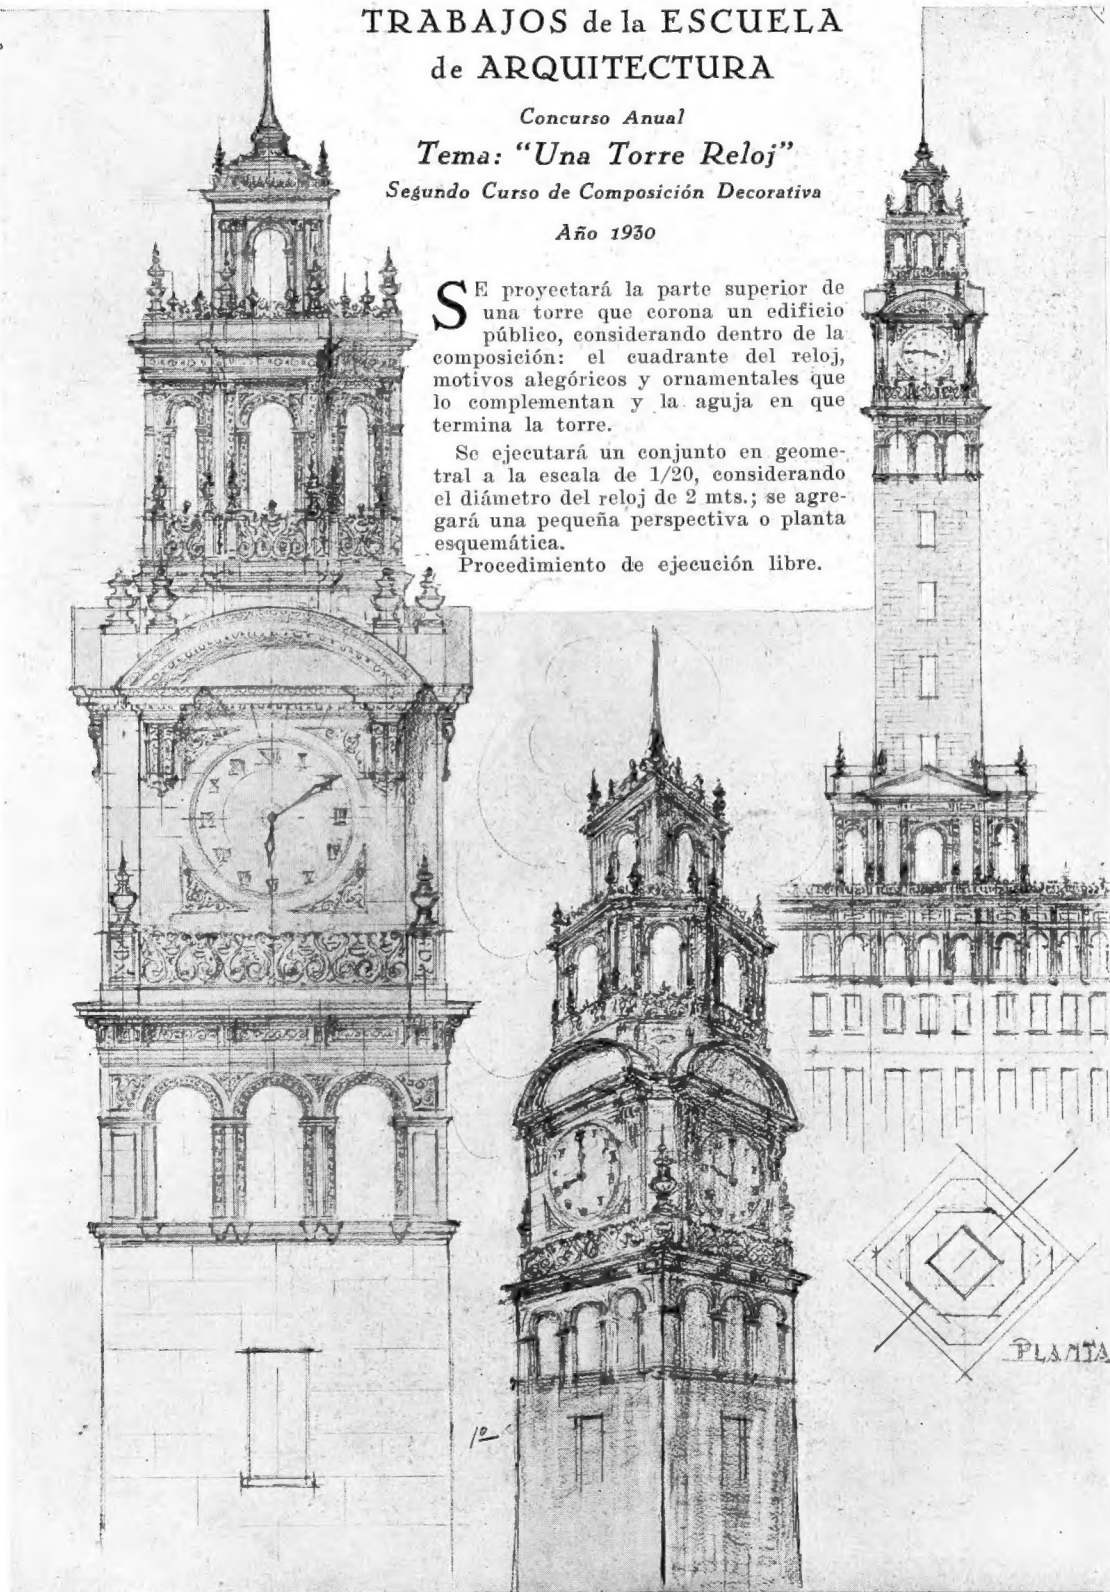 TRABAJOS de la ESCUELA
de ARQUITECTURA
Concurso Anual
Tema: “Una Torre Reloj”
Segundo Curso de Composición Decorativa
Año 1930
SE proyectará la parte superior de
una torre que corona un edificio
público, considerando dentro de la
composición: el cuadrante del reloj,
motivos alegóricos y ornamentales que
lo complementan y la aguja en que
termina la torre.
Se ejecutará un conjunto en geome-
tral a la escala de 1/20, considerando
el diámetro del reloj de 2 mts.; se agre-
gará una pequeña perspectiva o planta
esquemática.
Procedimiento de ejecución libre.
PLANTA
1º